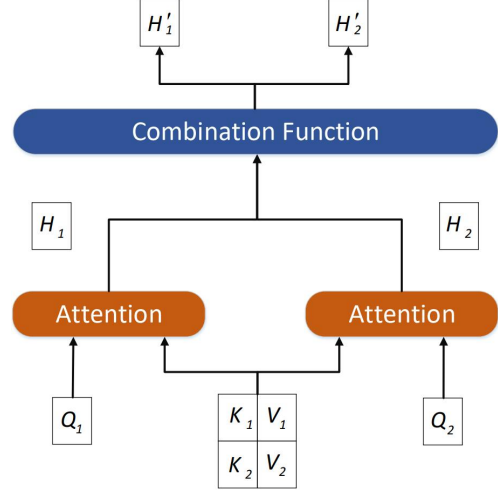 H′₁ H′₂
Combination Function
H₁ H₂
Attention Attention
Q₁ K₁ V₁ Q₂
K₂ V₂